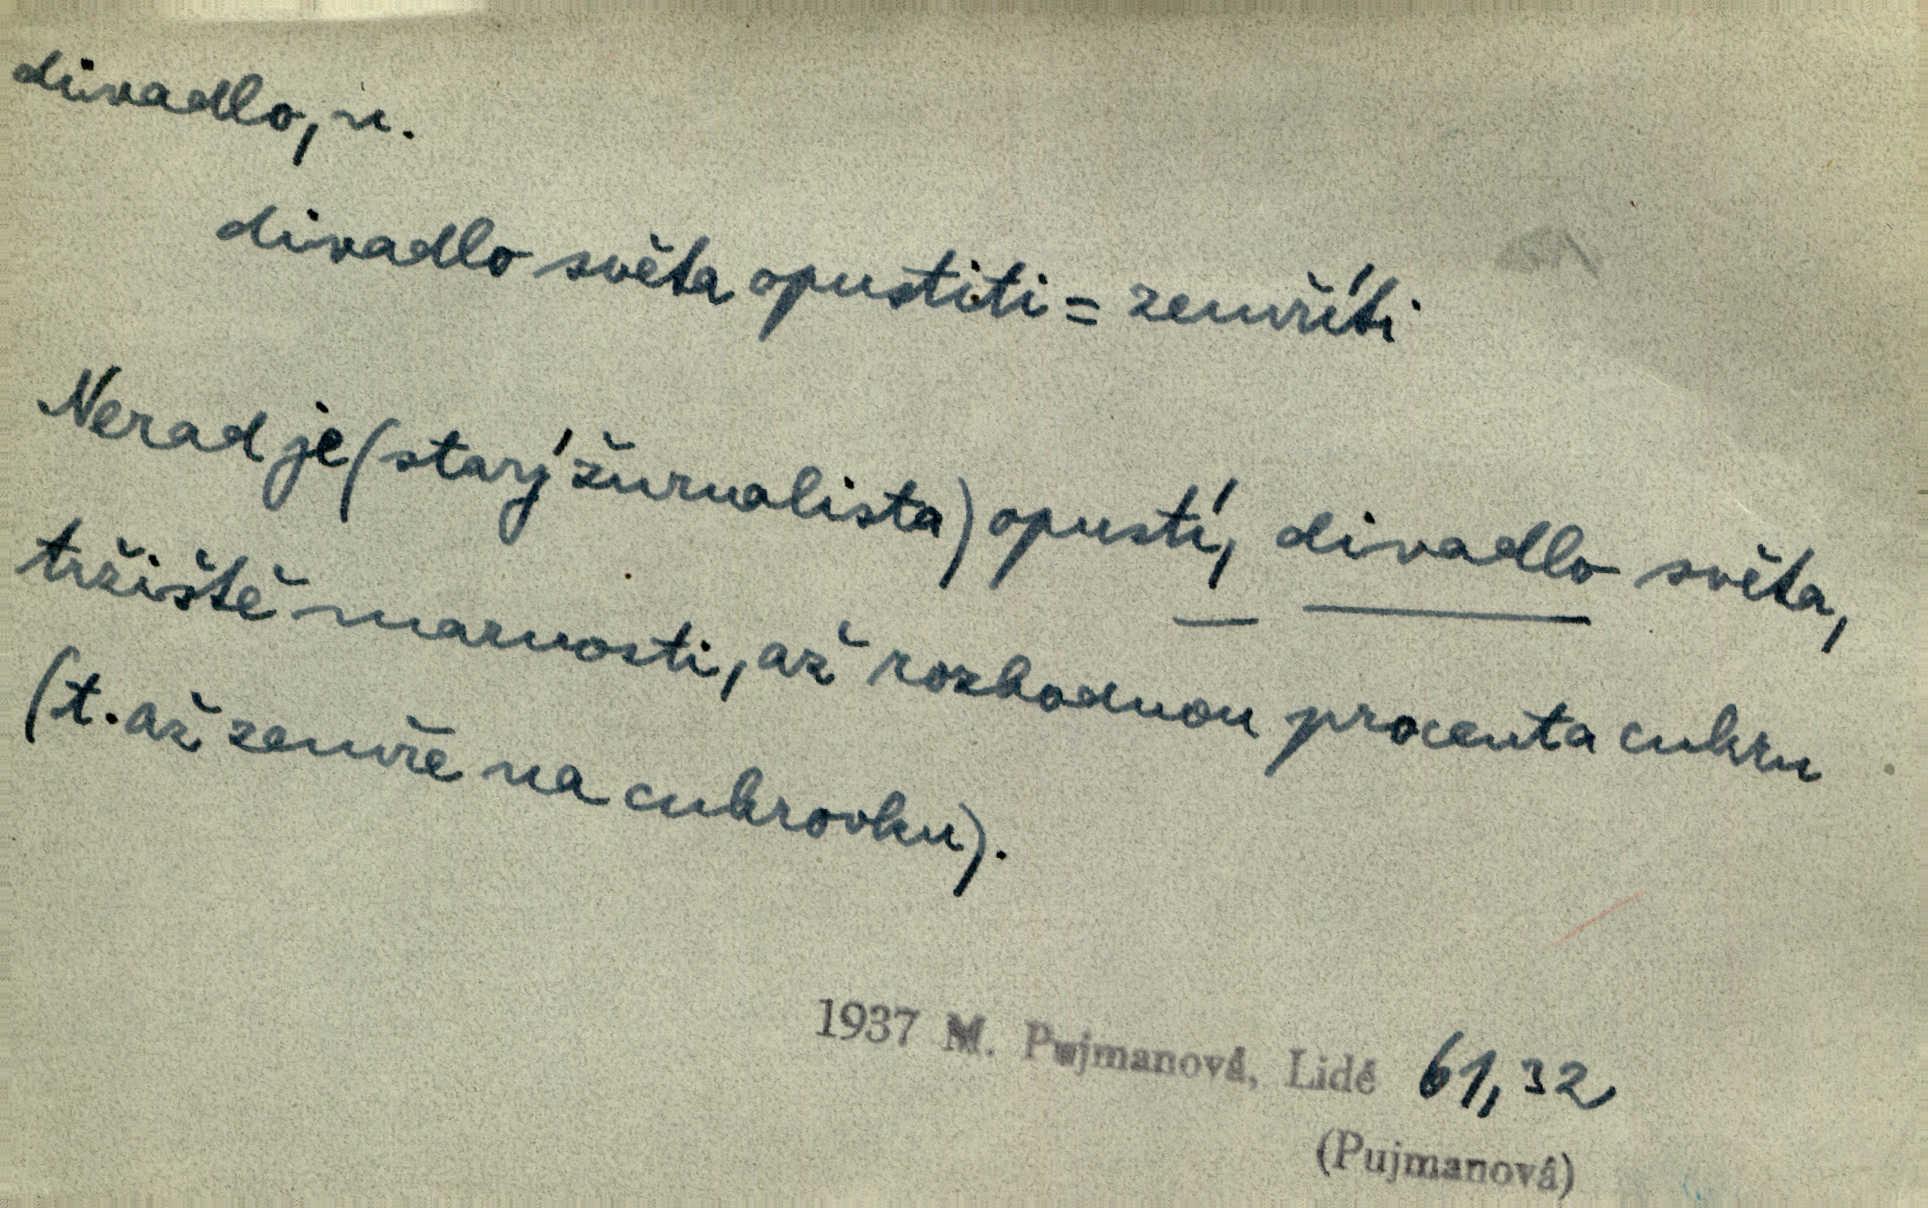 divadlo, n.
divadlo světa opustiti = zemříti
Nerad je (starý žurnalista) opustí, divadlo světa,
tržiště marnosti, až rozhodnou procenta cukru
(t. až zemře na cukrovku).
1937 M. Pujmanová, Lidé 61,32
(Pujmanová)